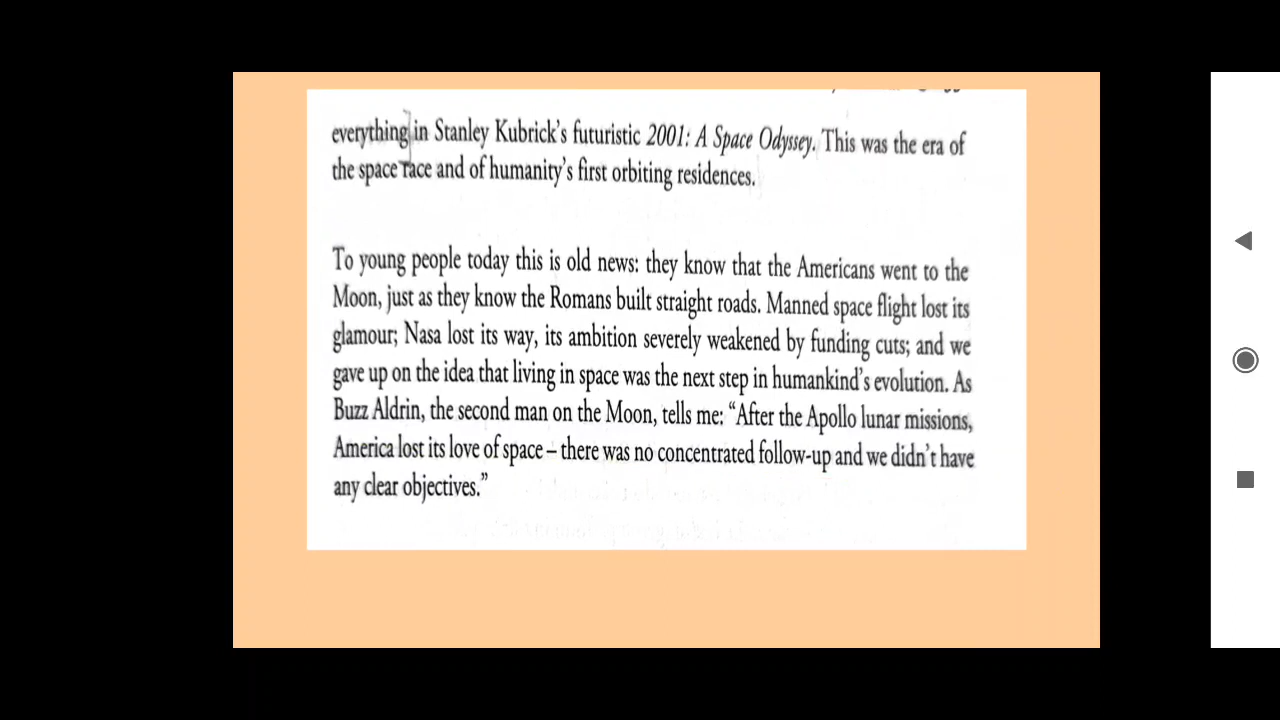 everything in Stanley Kubrick's futuristic 2001: A Space Odyssey. This was the era of
the space race and of humanity's first orbiting residences.
To young people today this is old news: they know that the Americans went to the
Moon, just as they know the Romans built straight roads. Manned space flight lost its
glamour; Nasa lost its way, its ambition severely weakened by funding cuts; and we
gave up on the idea that living in space was the next step in humankind's evolution. As
Buzz Aldrin, the second man on the Moon, tells me: “After the Apollo lunar missions,
America lost its love of space – there was no concentrated follow-up and we didn't have
any clear objectives.”